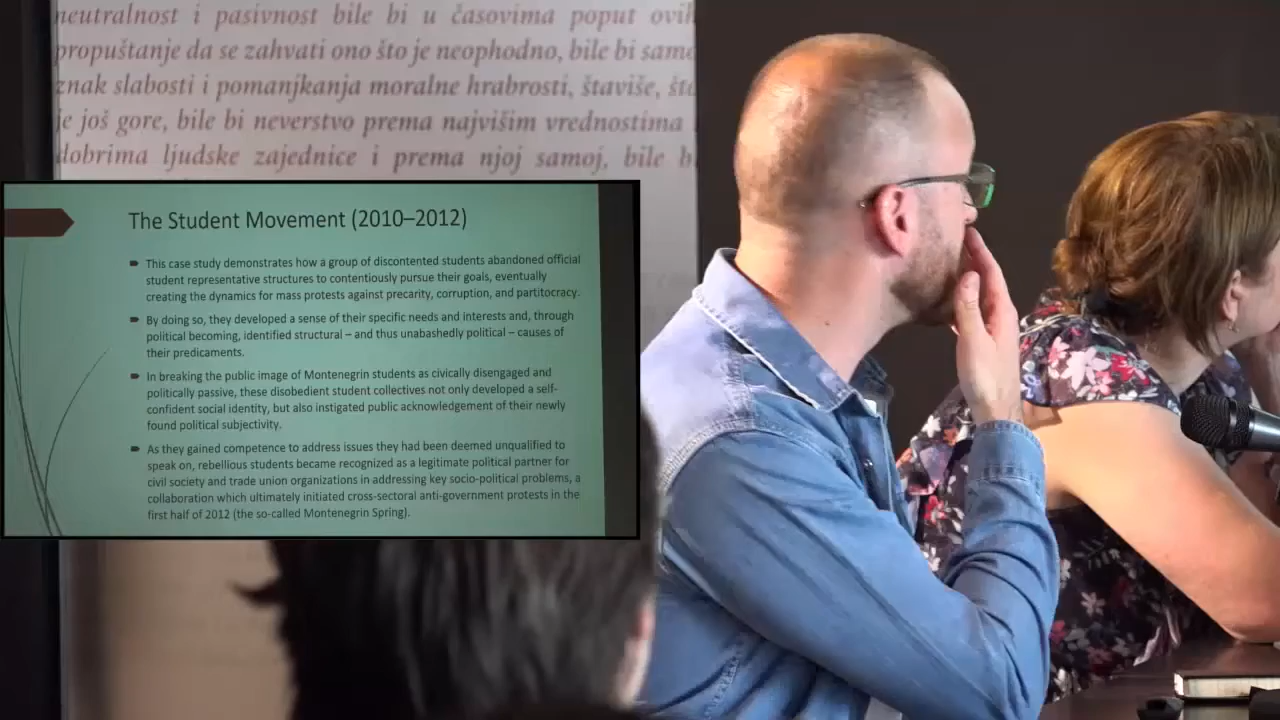 neutralnost i pasivnost bile bi u časovima poput ovih
propuštanje da se zahvati ono što je neophodno, bile bi samo
znak slabosti i pomanjkanja moralne hrabrosti, štaviše, što
je još gore, bile bi neverstvo prema najvišim vrednostima
dobrima ljudske zajednice i prema njoj samoj, bile b
The Student Movement (2010–2012)
This case study demonstrates how a group of discontented students abandoned official
student representative structures to contentiously pursue their goals, eventually
creating the dynamics for mass protests against precarity, corruption, and partitocracy.
By doing so, they developed a sense of their specific needs and interests and, through
political becoming, identified structural – and thus unabashedly political – causes of
their predicaments.
In breaking the public image of Montenegrin students as civically disengaged and
politically passive, these disobedient student collectives not only developed a self-
confident social identity, but also instigated public acknowledgement of their newly
found political subjectivity.
As they gained competence to address issues they had been deemed unqualified to
speak on, rebellious students became recognized as a legitimate political partner for
civil society and trade union organizations in addressing key socio-political problems, a
collaboration which ultimately initiated cross-sectoral anti-government protests in the
first half of 2012 (the so-called Montenegrin Spring).